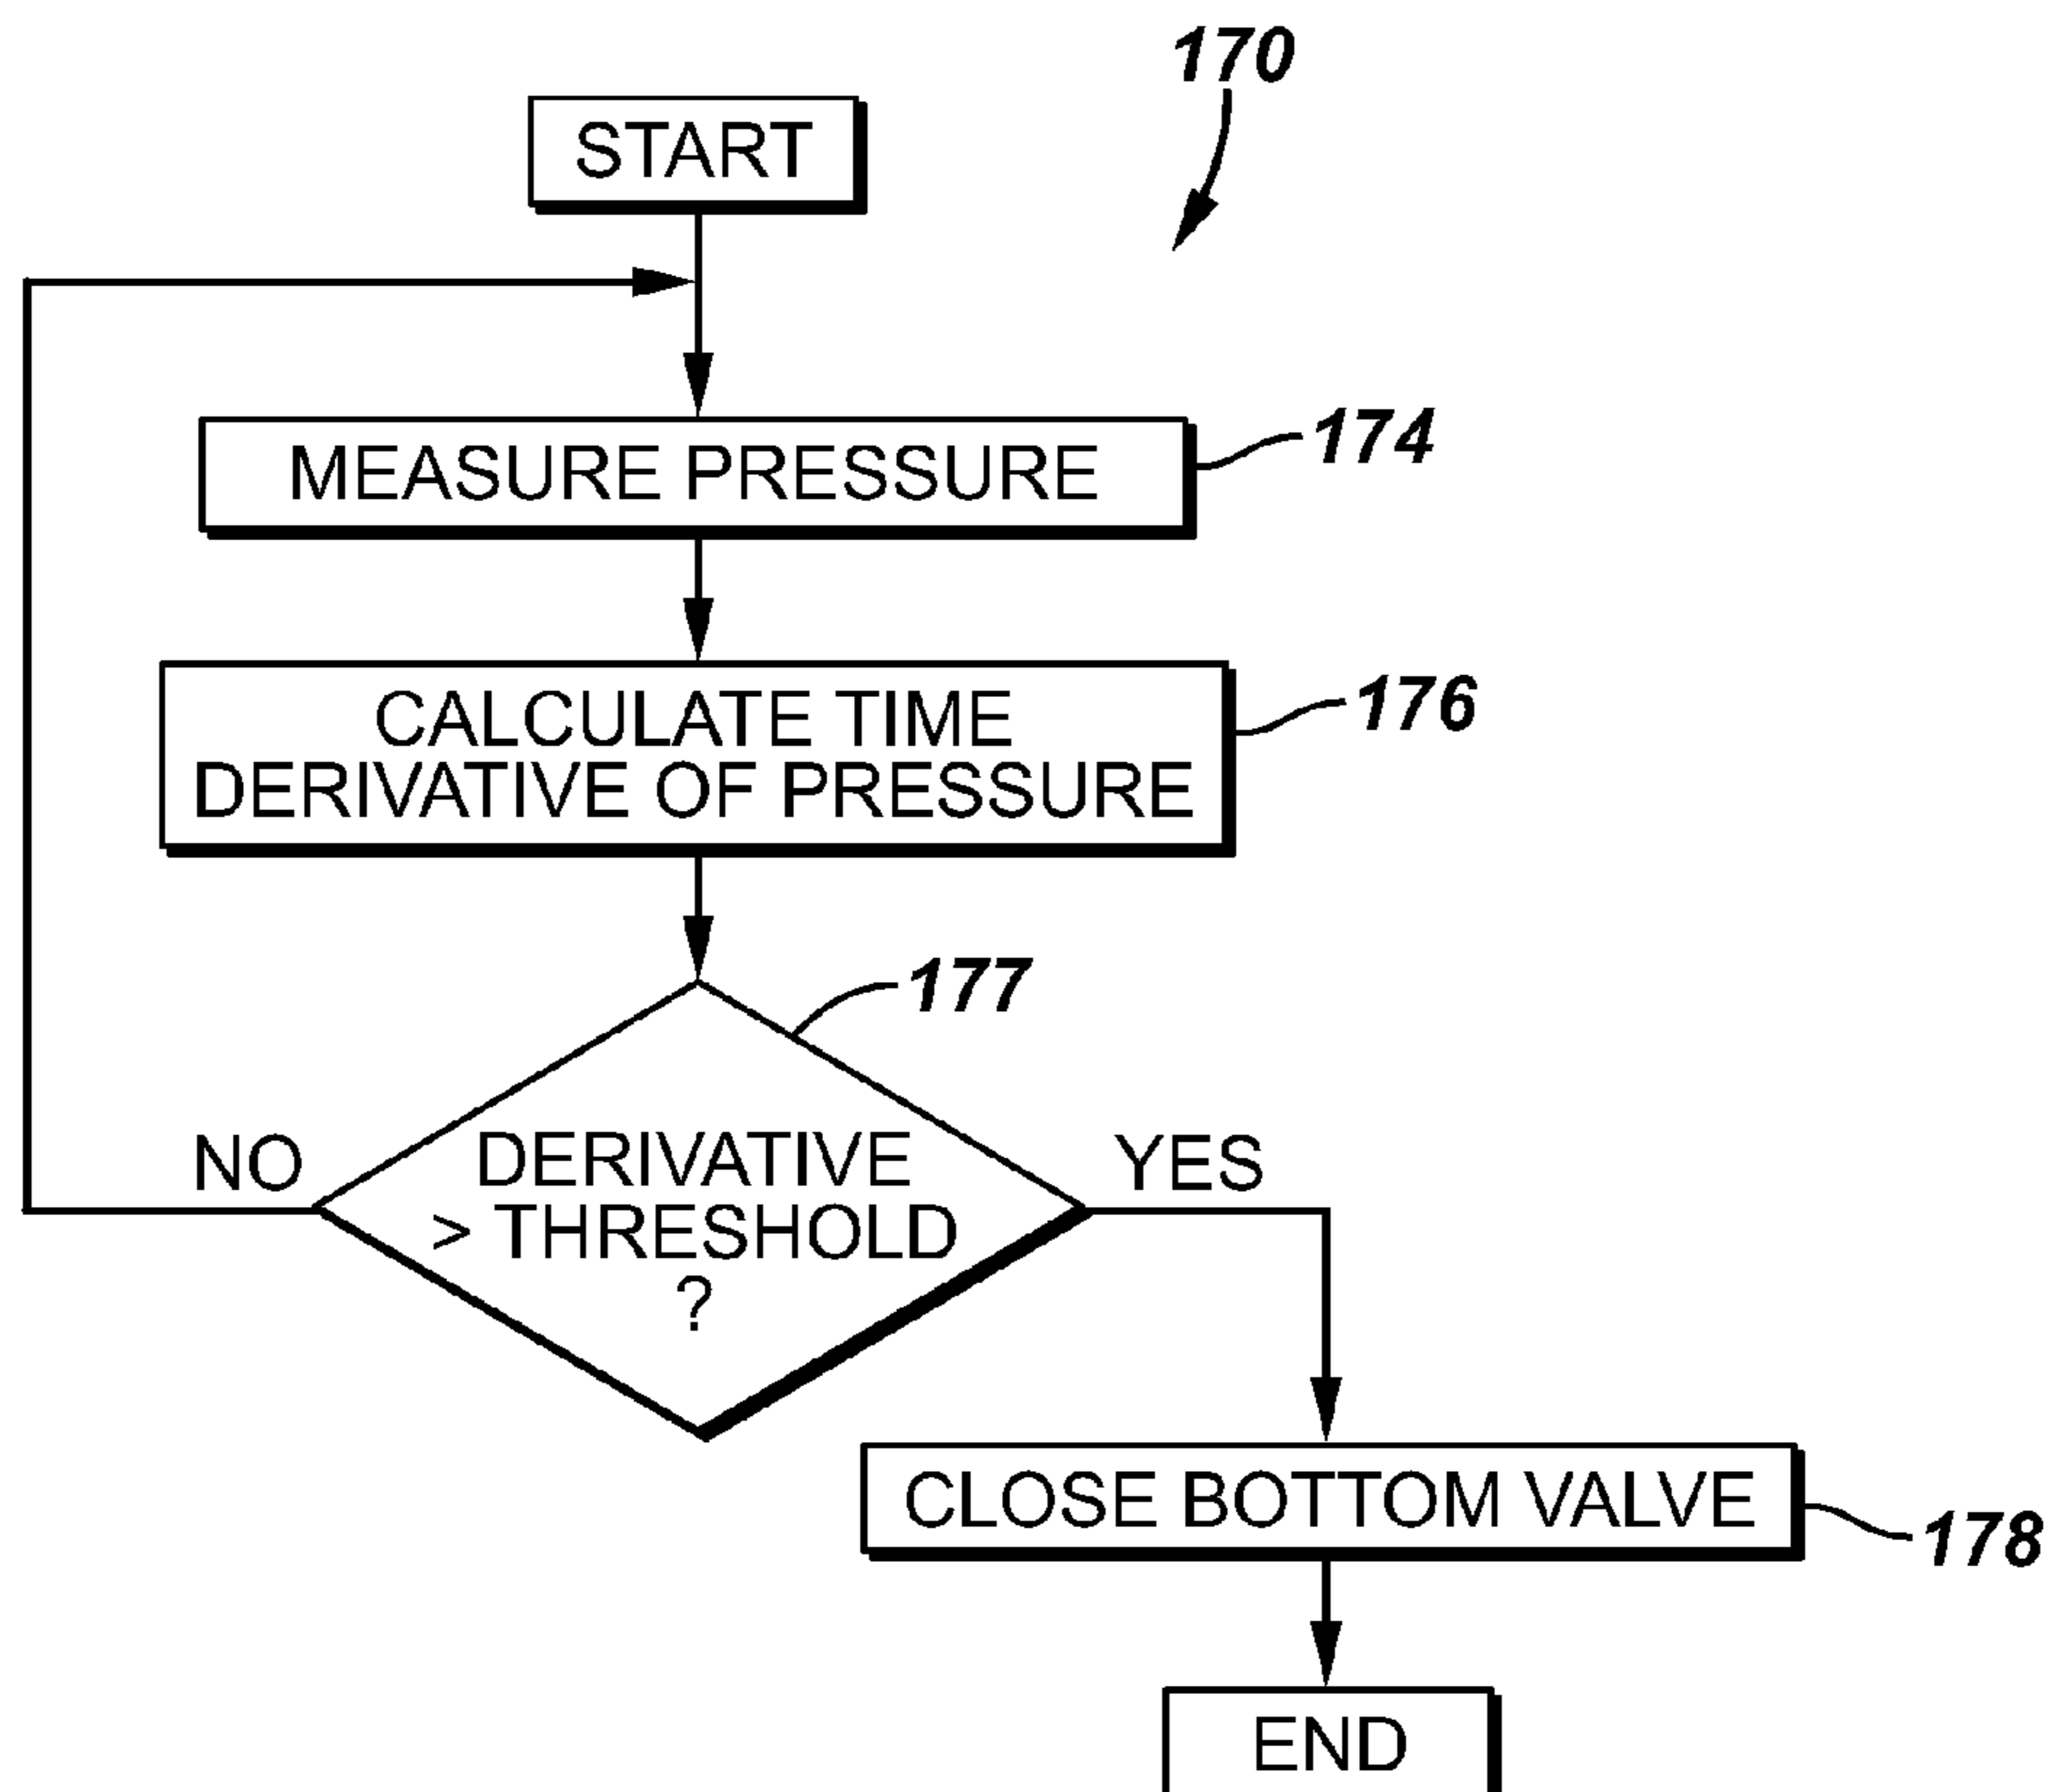 170
START
MEASURE PRESSURE
174
CALCULATE TIME
DERIVATIVE OF PRESSURE
176
177
NO
DERIVATIVE
> THRESHOLD
?
YES
CLOSE BOTTOM VALVE
178
END